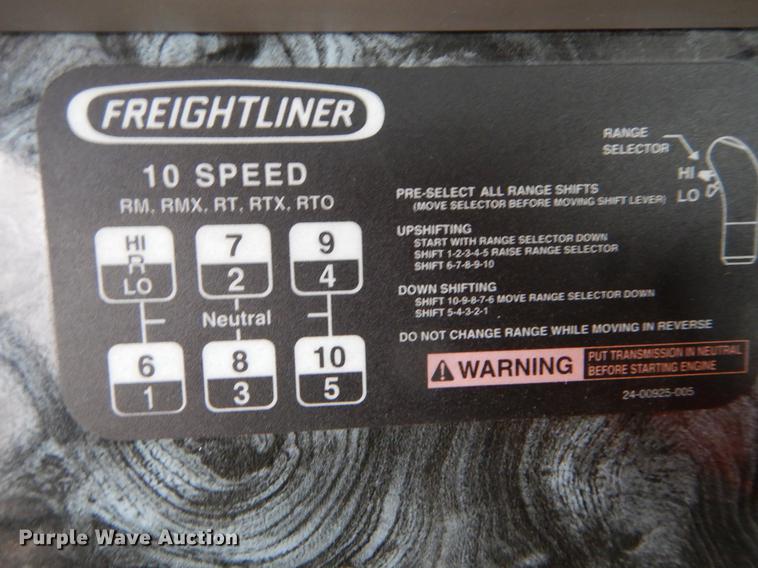 FREIGHTLINER
10 SPEED
RM, RMX, RT, RTX, RTO
HI
R
LO
7
2
9
4
Neutral
6
1
8
3
10
5
RANGE
SELECTOR
HI
LO
PRE-SELECT ALL RANGE SHIFTS
(MOVE SELECTOR BEFORE MOVING SHIFT LEVER)
UPSHIFTING
START WITH RANGE SELECTOR DOWN
SHIFT 1-2-3-4-5 RAISE RANGE SELECTOR
SHIFT 6-7-8-9-10
DOWN SHIFTING
SHIFT 10-9-8-7-6 MOVE RANGE SELECTOR DOWN
SHIFT 5-4-3-2-1
DO NOT CHANGE RANGE WHILE MOVING IN REVERSE
WARNING
PUT TRANSMISSION IN NEUTRAL
BEFORE STARTING ENGINE
24-00925-005
Purple Wave Auction